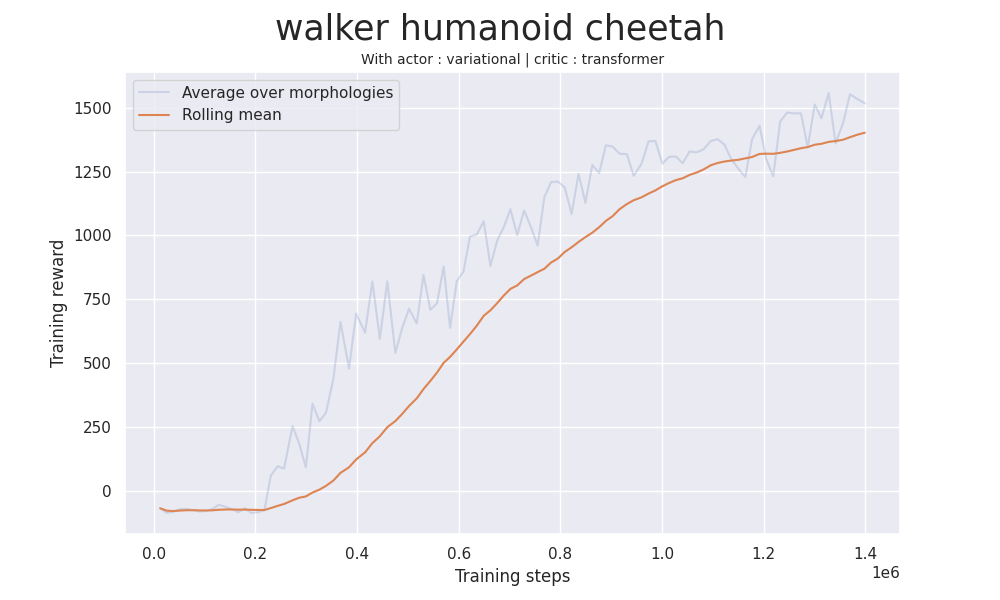 walker humanoid cheetah
With actor : variational | critic : transformer
Average over morphologies
Rolling mean
Training reward
1500
1250
1000
750
500
250
0
0.0 0.2 0.4 0.6 0.8 1.0 1.2 1.4
1e6
Training steps